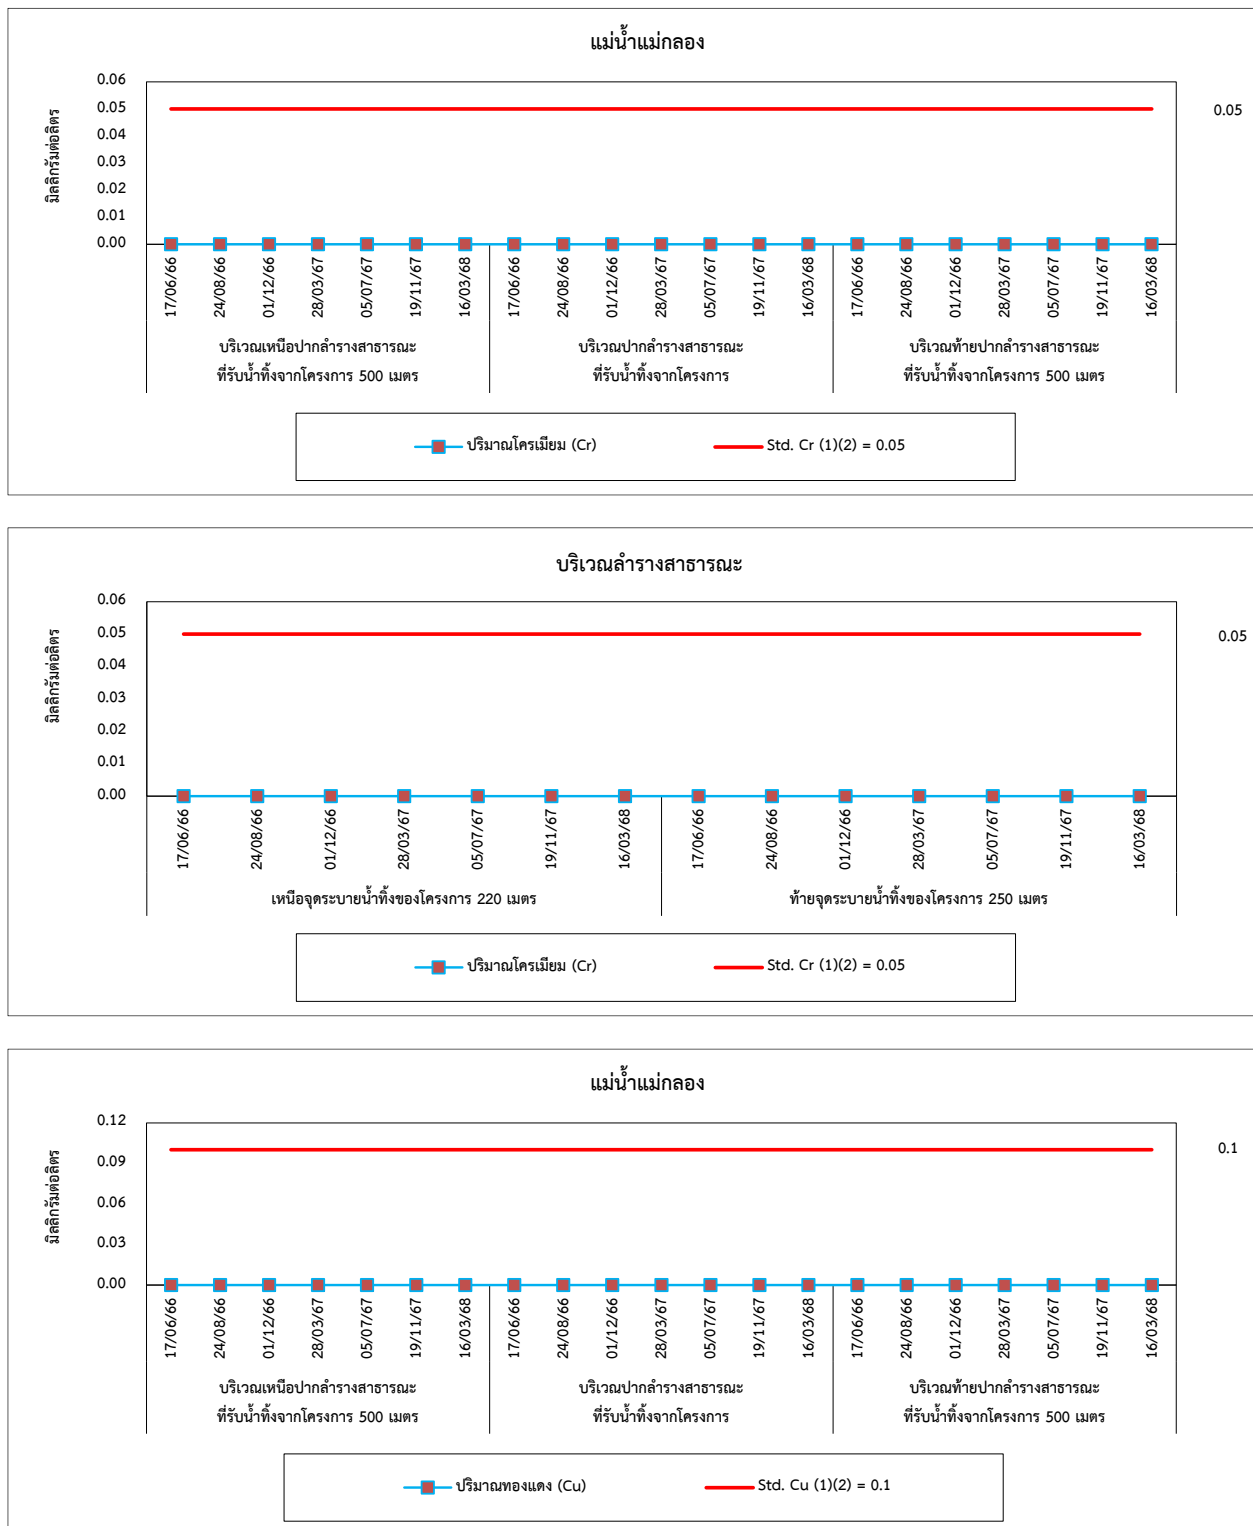 แม่น้ำแม่กลอง
มิลลิกรัมต่อลิตร
0.06
0.05
0.04
0.03
0.02
0.01
0.00
0.05
17/06/66 24/08/66 01/12/66 28/03/67 05/07/67 19/11/67 16/03/68 17/06/66 24/08/66 01/12/66 28/03/67 05/07/67 19/11/67 16/03/68 17/06/66 24/08/66 01/12/66 28/03/67 05/07/67 19/11/67 16/03/68
บริเวณเหนือปากลำรางสาธารณะ บริเวณปากลำรางสาธารณะ บริเวณท้ายปากลำรางสาธารณะ
ที่รับน้ำทิ้งจากโครงการ 500 เมตร ที่รับน้ำทิ้งจากโครงการ ที่รับน้ำทิ้งจากโครงการ 500 เมตร
ปริมาณโครเมียม (Cr) Std. Cr (1)(2) = 0.05
บริเวณลำรางสาธารณะ
มิลลิกรัมต่อลิตร
0.06
0.05
0.04
0.03
0.02
0.01
0.00
0.05
17/06/66 24/08/66 01/12/66 28/03/67 05/07/67 19/11/67 16/03/68 17/06/66 24/08/66 01/12/66 28/03/67 05/07/67 19/11/67 16/03/68
เหนือจุดระบายน้ำทิ้งของโครงการ 220 เมตร ท้ายจุดระบายน้ำทิ้งของโครงการ 250 เมตร
ปริมาณโครเมียม (Cr) Std. Cr (1)(2) = 0.05
แม่น้ำแม่กลอง
มิลลิกรัมต่อลิตร
0.12
0.09
0.06
0.03
0.00
0.1
17/06/66 24/08/66 01/12/66 28/03/67 05/07/67 19/11/67 16/03/68 17/06/66 24/08/66 01/12/66 28/03/67 05/07/67 19/11/67 16/03/68 17/06/66 24/08/66 01/12/66 28/03/67 05/07/67 19/11/67 16/03/68
บริเวณเหนือปากลำรางสาธารณะ บริเวณปากลำรางสาธารณะ บริเวณท้ายปากลำรางสาธารณะ
ที่รับน้ำทิ้งจากโครงการ 500 เมตร ที่รับน้ำทิ้งจากโครงการ ที่รับน้ำทิ้งจากโครงการ 500 เมตร
ปริมาณทองแดง (Cu) Std. Cu (1)(2) = 0.1